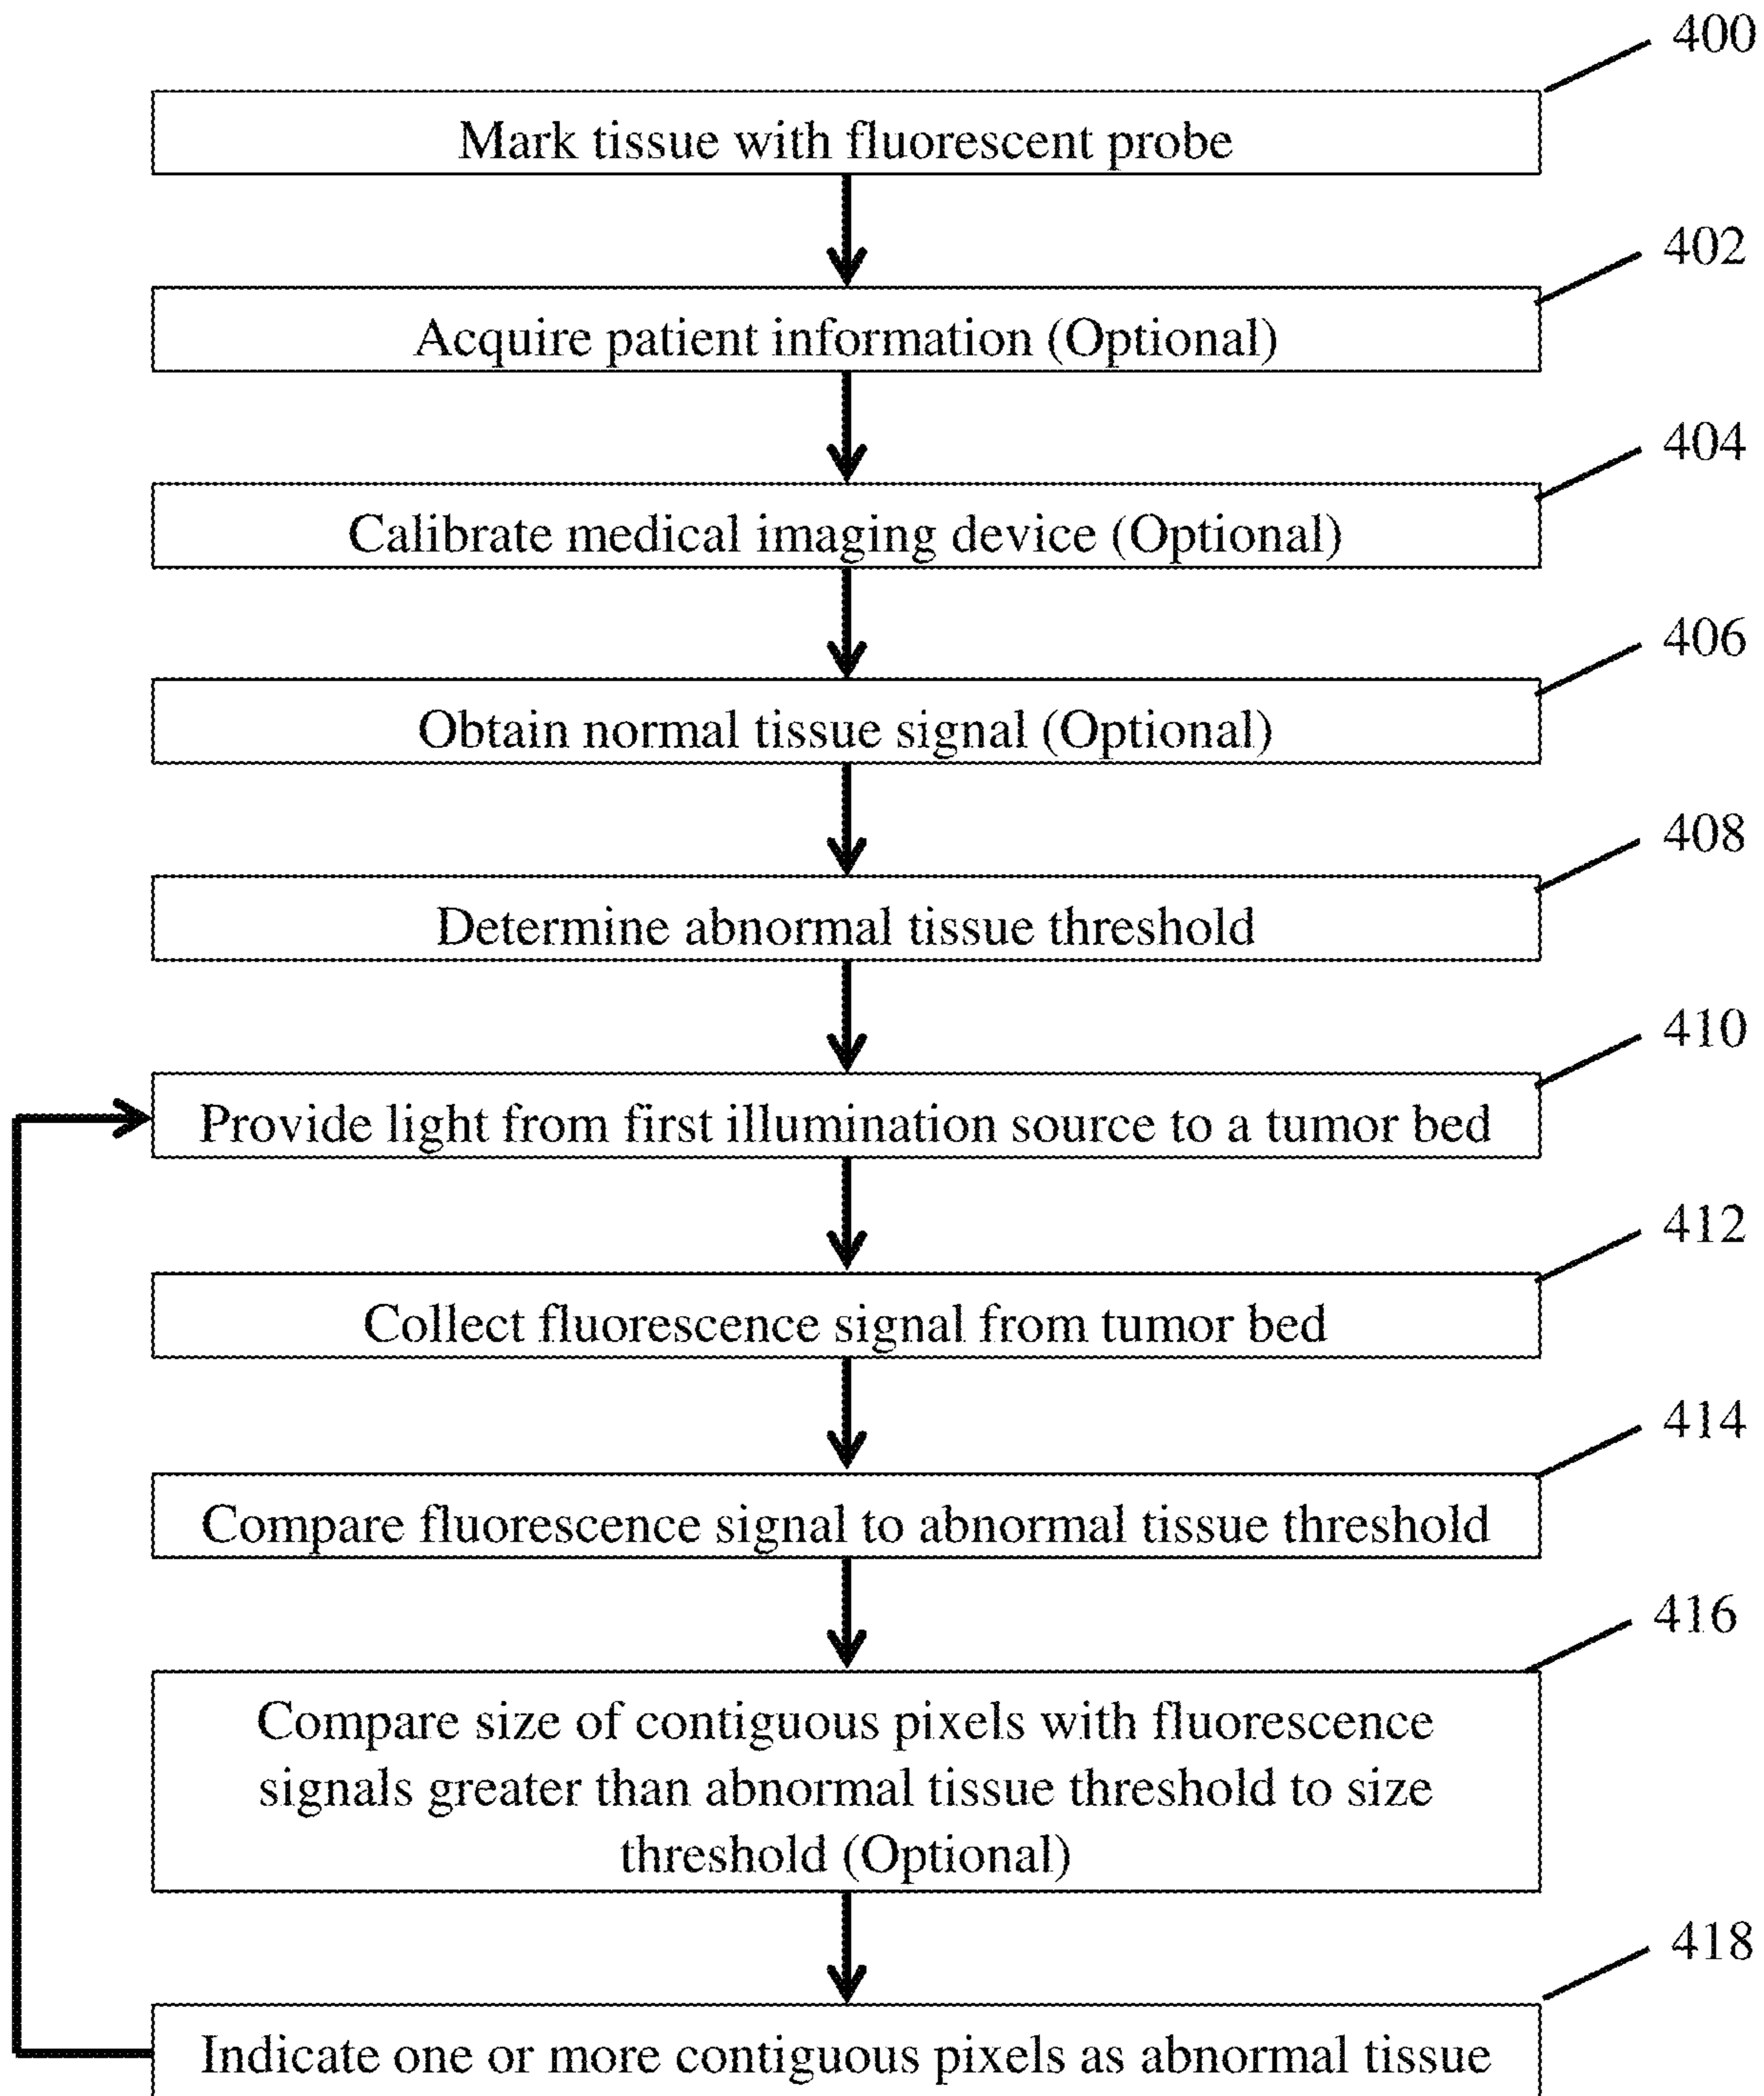 400
Mark tissue with fluorescent probe
402
Acquire patient information (Optional)
404
Calibrate medical imaging device (Optional)
406
Obtain normal tissue signal (Optional)
408
Determine abnormal tissue threshold
410
Provide light from first illumination source to a tumor bed
412
Collect fluorescence signal from tumor bed
414
Compare fluorescence signal to abnormal tissue threshold
416
Compare size of contiguous pixels with fluorescence
signals greater than abnormal tissue threshold to size
threshold (Optional)
418
Indicate one or more contiguous pixels as abnormal tissue